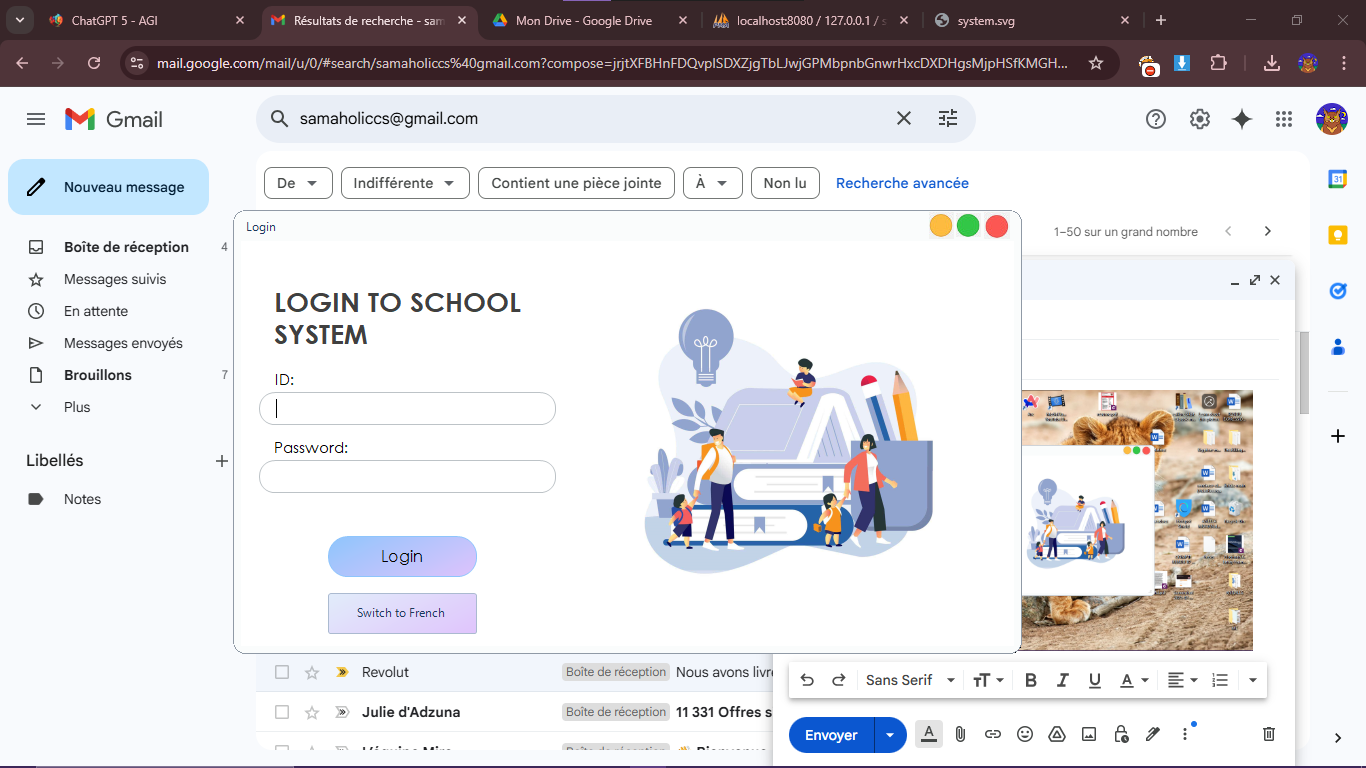 ChatGPT 5 - AGI
Résultats de recherche - sam
Mon Drive - Google Drive
localhost:8080 / 127.0.0.1 / s
system.svg
mail.google.com/mail/u/0/#search/samaholiccs%40gmail.com?compose=
Gmail
samaholiccs@gmail.com
Nouveau message
De
Indifférente
Contient une pièce jointe
À
Non lu
Recherche avancée
Boîte de réception 4
Messages suivis
En attente
Messages envoyés
Brouillons 7
Plus
Libellés
Notes
1–50 sur un grand nombre
31
Login
LOGIN TO SCHOOL
SYSTEM
ID:
Password:
Login
Switch to French
Revolut Boîte de réception Nous avons livr
Julie d'Adzuna Boîte de réception 11 331 Offres s
Sans Serif
Envoyer